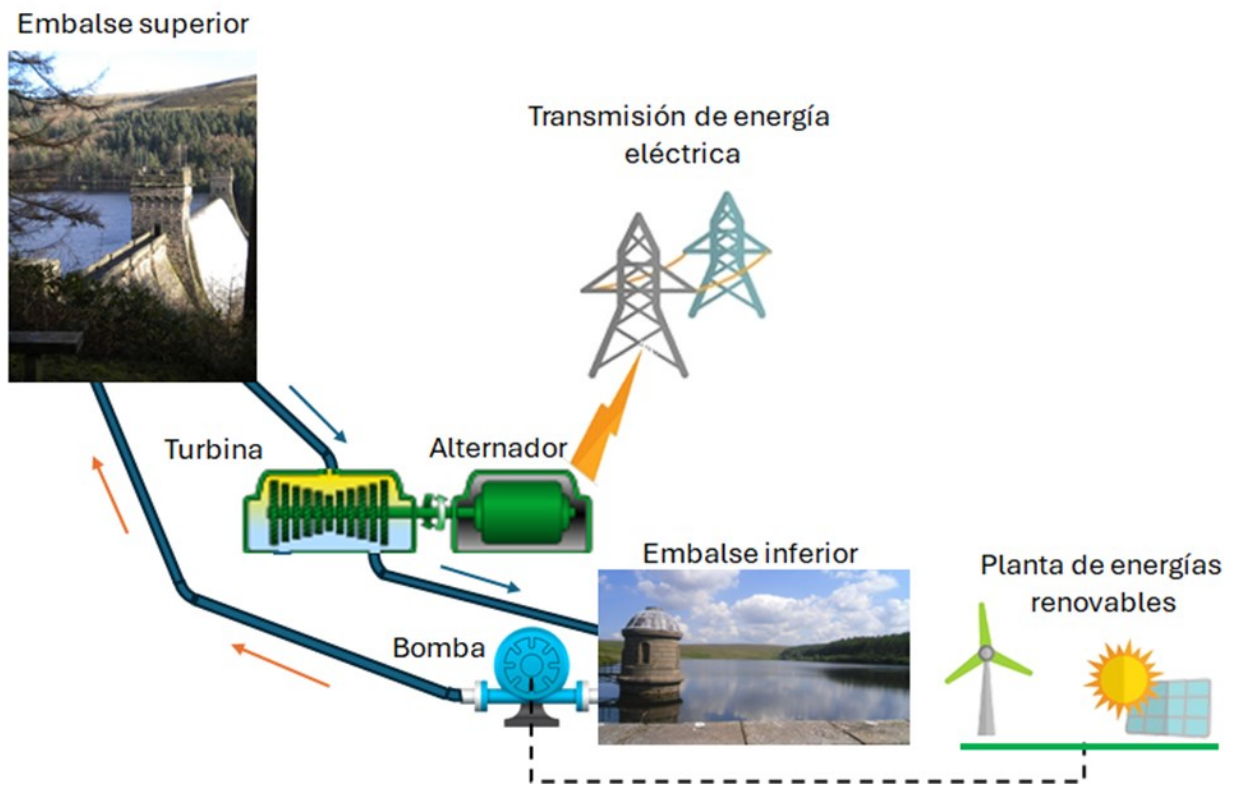 Embalse superior
Transmisión de energía
eléctrica
Turbina
Alternador
Embalse inferior
Planta de energías
renovables
Bomba